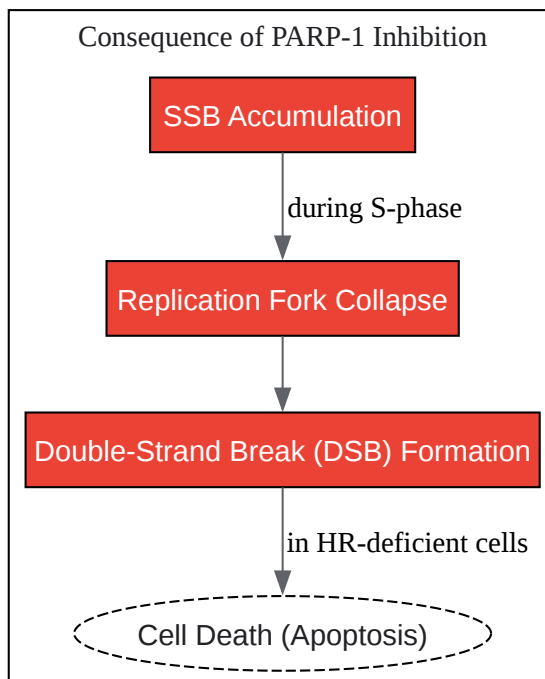 Consequence of PARP-1 Inhibition
SSB Accumulation
during S-phase
Replication Fork Collapse
Double-Strand Break (DSB) Formation
in HR-deficient cells
Cell Death (Apoptosis)